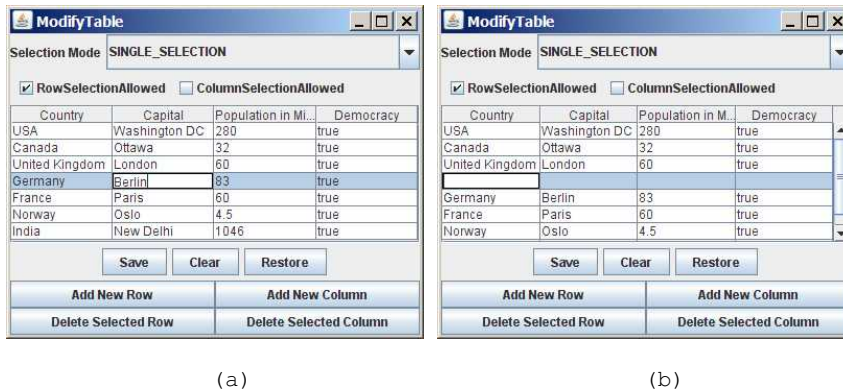 ModifyTable
Selection Mode SINGLE_SELECTION
RowSelectionAllowed ColumnSelectionAllowed
Country Capital Population in Mi... Democracy
USA Washington DC 280 true
Canada Ottawa 32 true
United Kingdom London 60 true
Germany Berlin 83 true
France Paris 60 true
Norway Oslo 4.5 true
India New Delhi 1046 true
Save Clear Restore
Add New Row Add New Column
Delete Selected Row Delete Selected Column
(a)
ModifyTable
Selection Mode SINGLE_SELECTION
RowSelectionAllowed ColumnSelectionAllowed
Country Capital Population in M... Democracy
USA Washington DC 280 true
Canada Ottawa 32 true
United Kingdom London 60 true
Germany Berlin 83 true
France Paris 60 true
Norway Oslo 4.5 true
Save Clear Restore
Add New Row Add New Column
Delete Selected Row Delete Selected Column
(b)